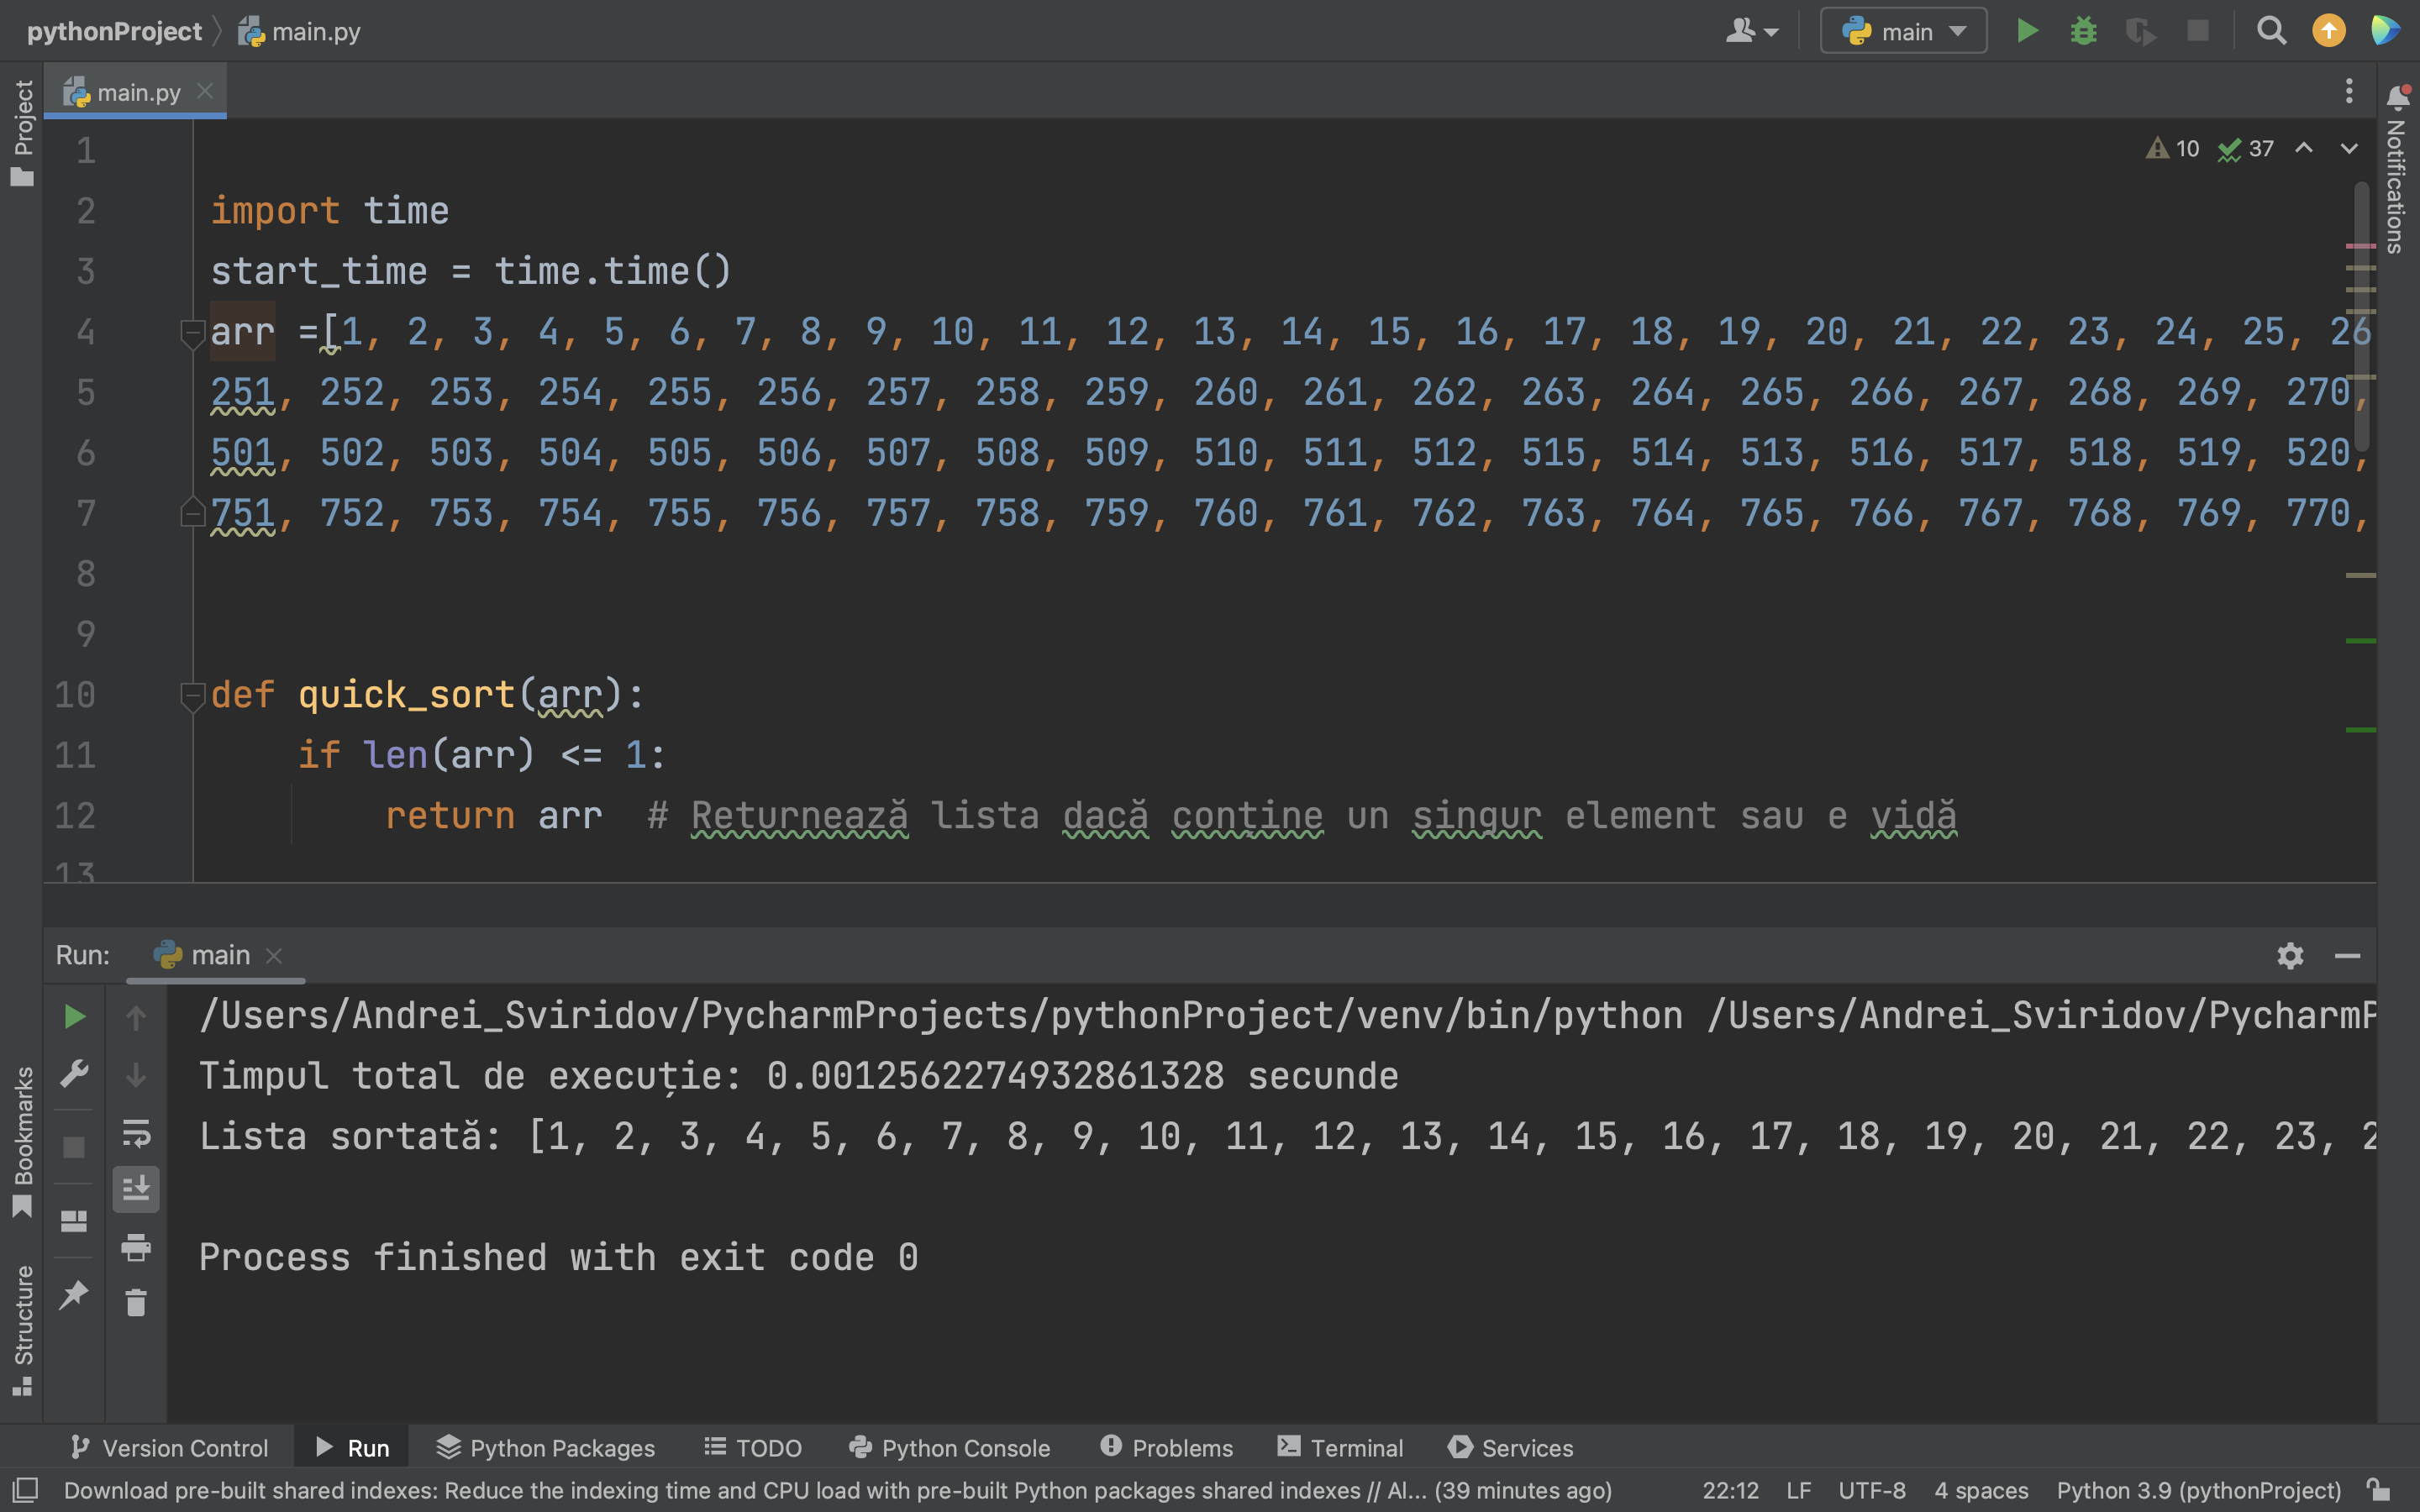 pythonProject main.py
main
Project
main.py
10 37
Notifications
1
2 import time
3 start_time = time.time()
4 arr =[1, 2, 3, 4, 5, 6, 7, 8, 9, 10, 11, 12, 13, 14, 15, 16, 17, 18, 19, 20, 21, 22, 23, 24, 25, 26
5 251, 252, 253, 254, 255, 256, 257, 258, 259, 260, 261, 262, 263, 264, 265, 266, 267, 268, 269, 270,
6 501, 502, 503, 504, 505, 506, 507, 508, 509, 510, 511, 512, 515, 514, 513, 516, 517, 518, 519, 520,
7 751, 752, 753, 754, 755, 756, 757, 758, 759, 760, 761, 762, 763, 764, 765, 766, 767, 768, 769, 770,
8
9
10 def quick_sort(arr):
11 if len(arr) <= 1:
12 return arr # Returnează lista dacă conține un singur element sau e vidă
13
Run: main
/Users/Andrei_Sviridov/PycharmProjects/pythonProject/venv/bin/python /Users/Andrei_Sviridov/PycharmP
Timpul total de execuție: 0.0012562274932861328 secunde
Lista sortată: [1, 2, 3, 4, 5, 6, 7, 8, 9, 10, 11, 12, 13, 14, 15, 16, 17, 18, 19, 20, 21, 22, 23, 2
Process finished with exit code 0
Bookmarks
Structure
Version Control Run Python Packages TODO Python Console Problems Terminal Services
Download pre-built shared indexes: Reduce the indexing time and CPU load with pre-built Python packages shared indexes // Al... (39 minutes ago) 22:12 LF UTF-8 4 spaces Python 3.9 (pythonProject)